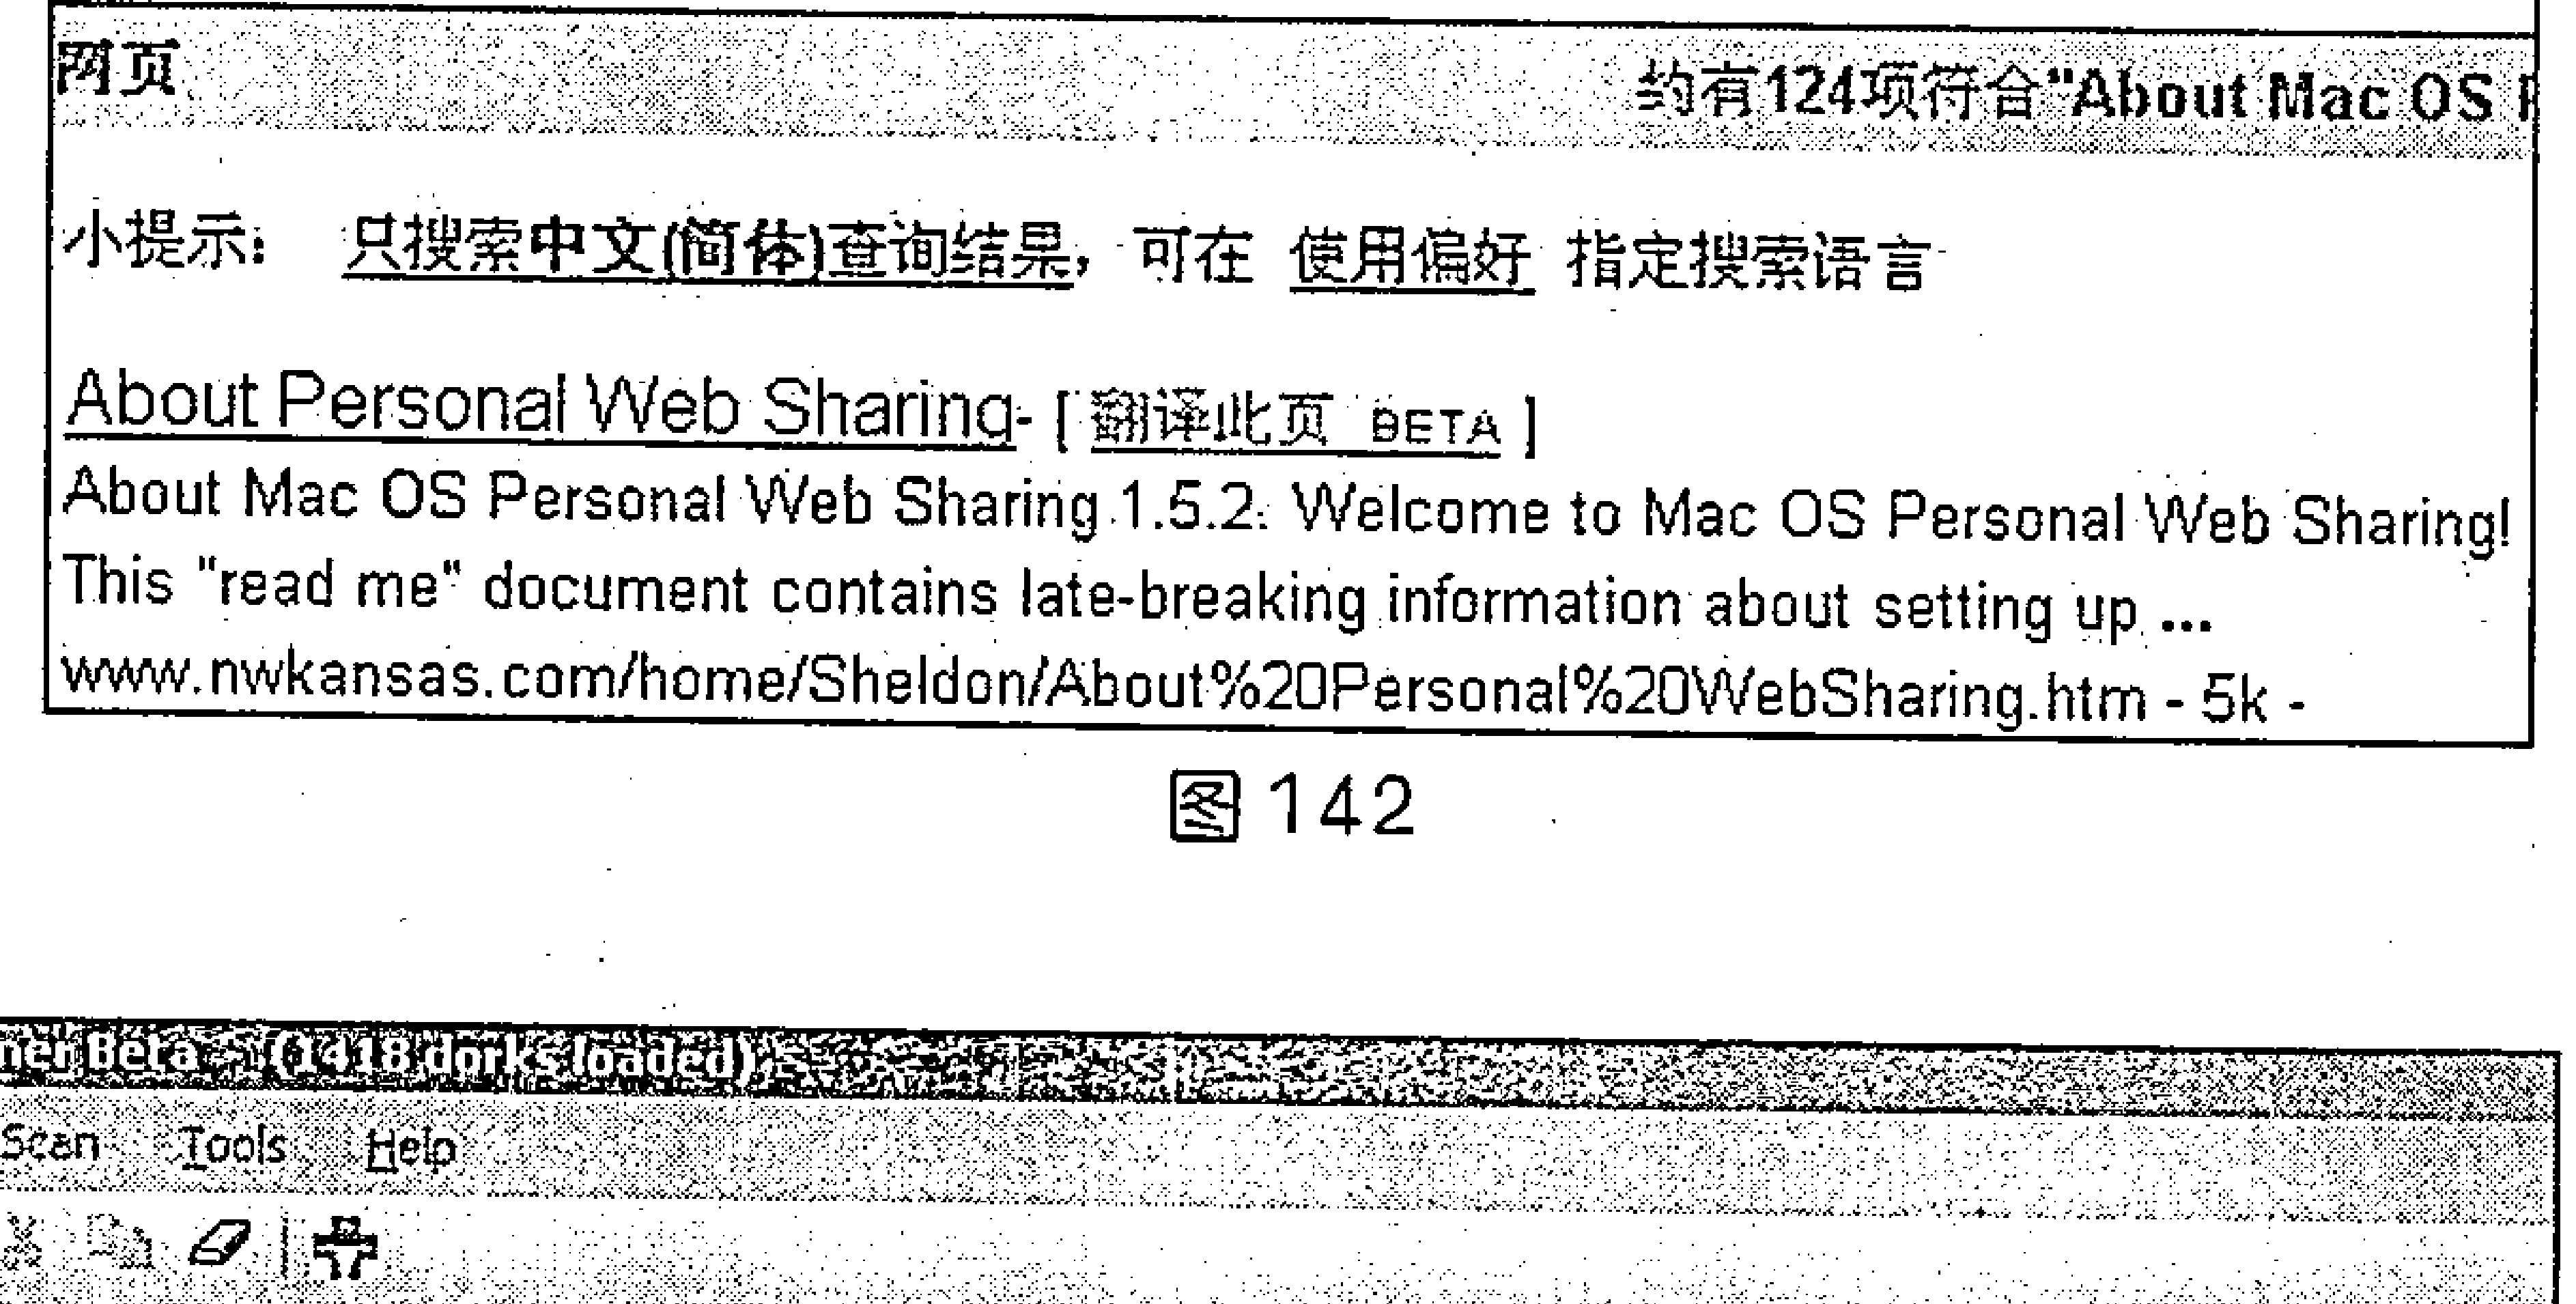 网页
约有124项符合"About Mac OS
小提示： 只搜索中文(简体)查询结果，可在 使用偏好 指定搜索语言
About Personal Web Sharing- [ 翻译此页 BETA ]
About Mac OS Personal Web Sharing 1.5.2. Welcome to Mac OS Personal Web Sharing!
This "read me" document contains late-breaking information about setting up ...
www.nwkansas.com/home/Sheldon/About%20Personal%20WebSharing.htm - 5k -
图 142
Beta - (1418 dorks loaded)
Scan Tools Help